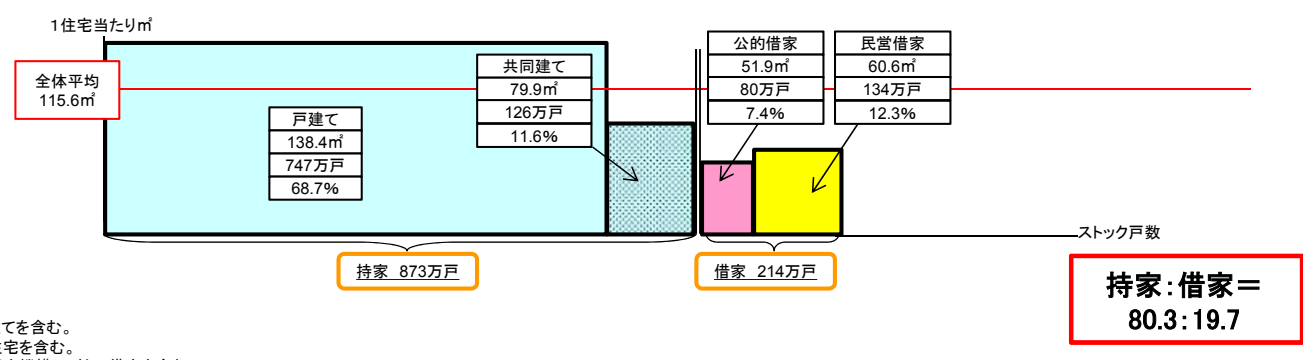 1住宅当たり㎡
全体平均
115.6㎡
戸建て
138.4㎡
747万戸
68.7%
共同建て
79.9㎡
126万戸
11.6%
公的借家
51.9㎡
80万戸
7.4%
民営借家
60.6㎡
134万戸
12.3%
ストック戸数
持家 873万戸
借家 214万戸
持家:借家=
80.3:19.7
てを含む。
宅を含む。